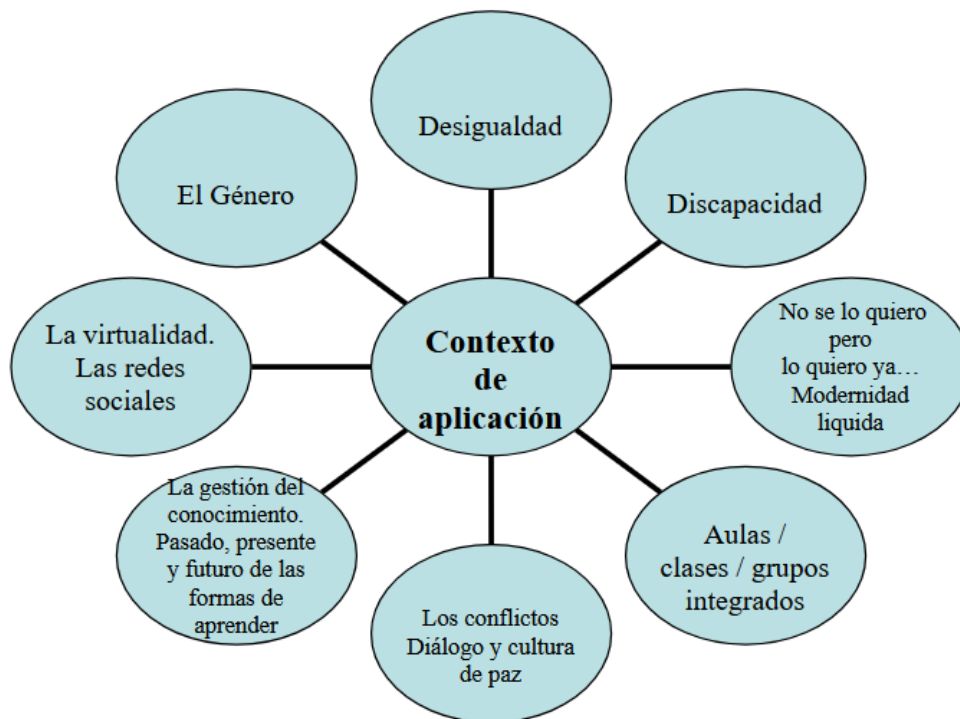 Desigualdad
El Género
Discapacidad
La virtualidad.
Las redes
sociales
Contexto
de
aplicación
No se lo quiero
pero
lo quiero ya…
Modernidad
liquida
La gestión del
conocimiento.
Pasado, presente
y futuro de las
formas de
aprender
Los conflictos
Diálogo y cultura
de paz
Aulas /
clases / grupos
integrados